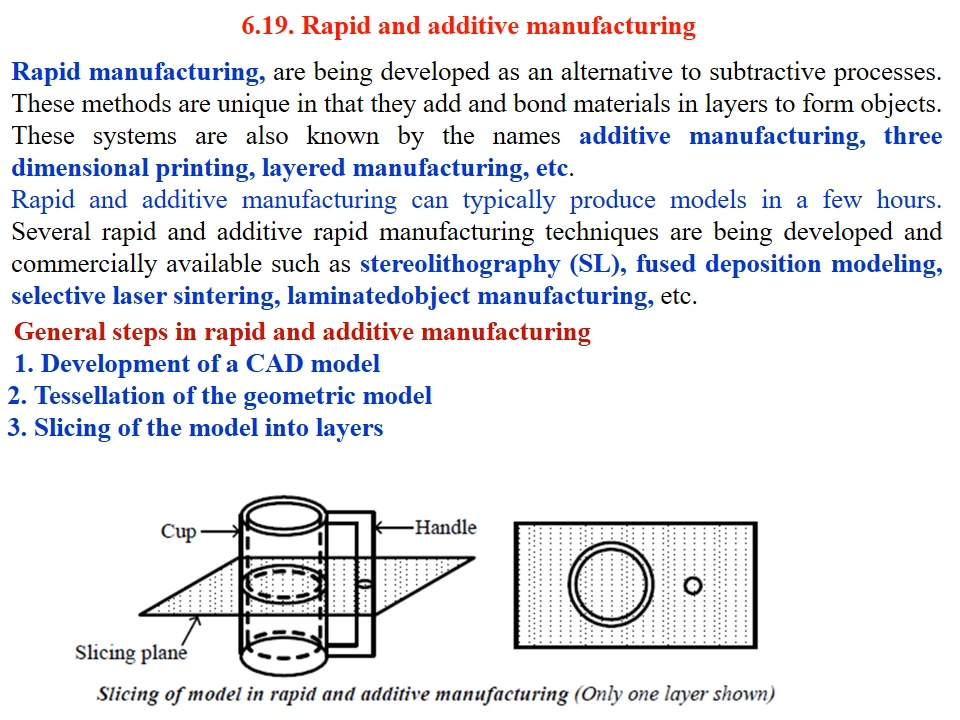 6.19. Rapid and additive manufacturing
Rapid manufacturing, are being developed as an alternative to subtractive processes.
These methods are unique in that they add and bond materials in layers to form objects.
These systems are also known by the names additive manufacturing, three
dimensional printing, layered manufacturing, etc.
Rapid and additive manufacturing can typically produce models in a few hours.
Several rapid and additive rapid manufacturing techniques are being developed and
commercially available such as stereolithography (SL), fused deposition modeling,
selective laser sintering, laminatedobject manufacturing, etc.
General steps in rapid and additive manufacturing
1. Development of a CAD model
2. Tessellation of the geometric model
3. Slicing of the model into layers
Cup
Handle
Slicing plane
Slicing of model in rapid and additive manufacturing (Only one layer shown)